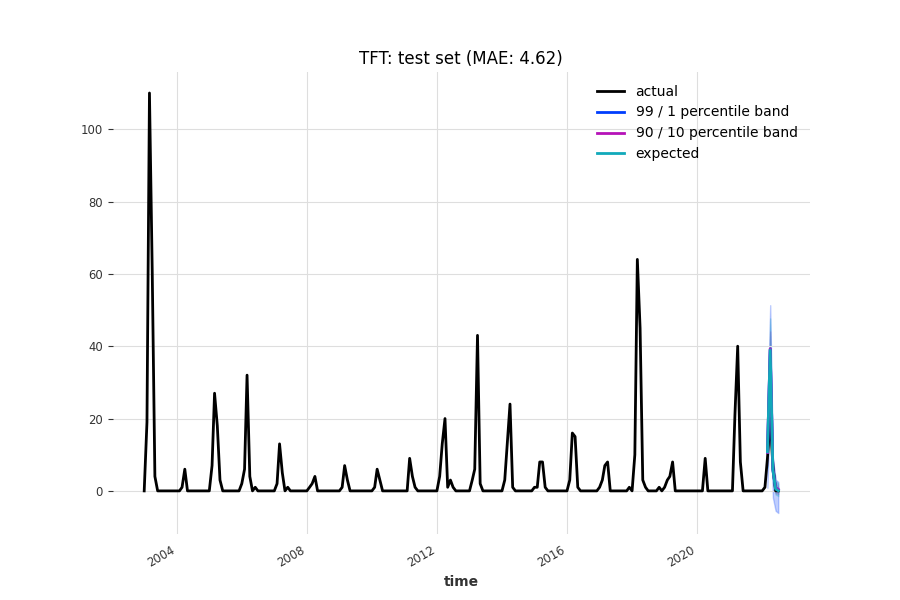 TFT: test set (MAE: 4.62)
actual
99 / 1 percentile band
90 / 10 percentile band
expected
100
80
60
40
20
0
2004
2008
2012
2016
2020
time